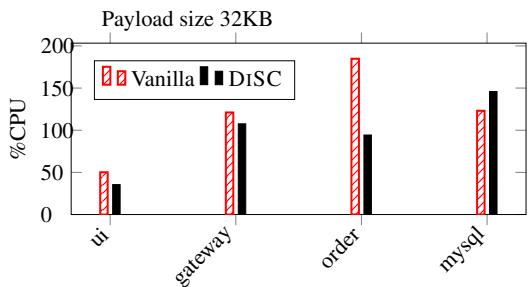 Payload size 32KB
200
150
100
50
0
%CPU
Vanilla DISC
ui
gateway
order
mysql